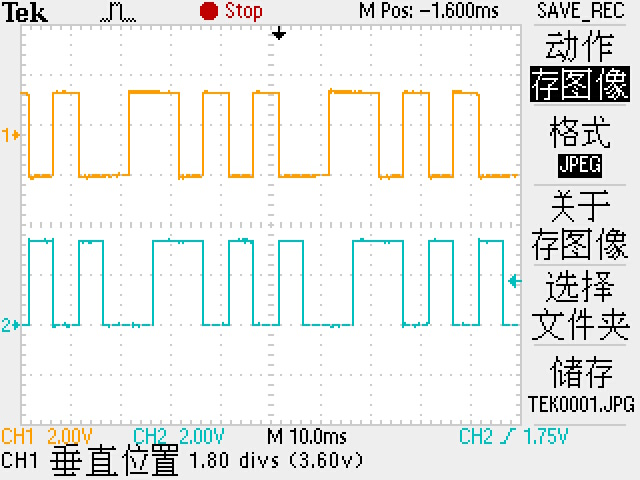 Tek Stop M Pos: -1.600ms SAVE_REC
动作
存图像
格式
JPEG
关于
存图像
选择
文件夹
储存
TEK0001.JPG
1
2
CH1 2.00V CH2 2.00V M 10.0ms CH2 1.75V
CH1 垂直位置 1.80 divs (3.60v)